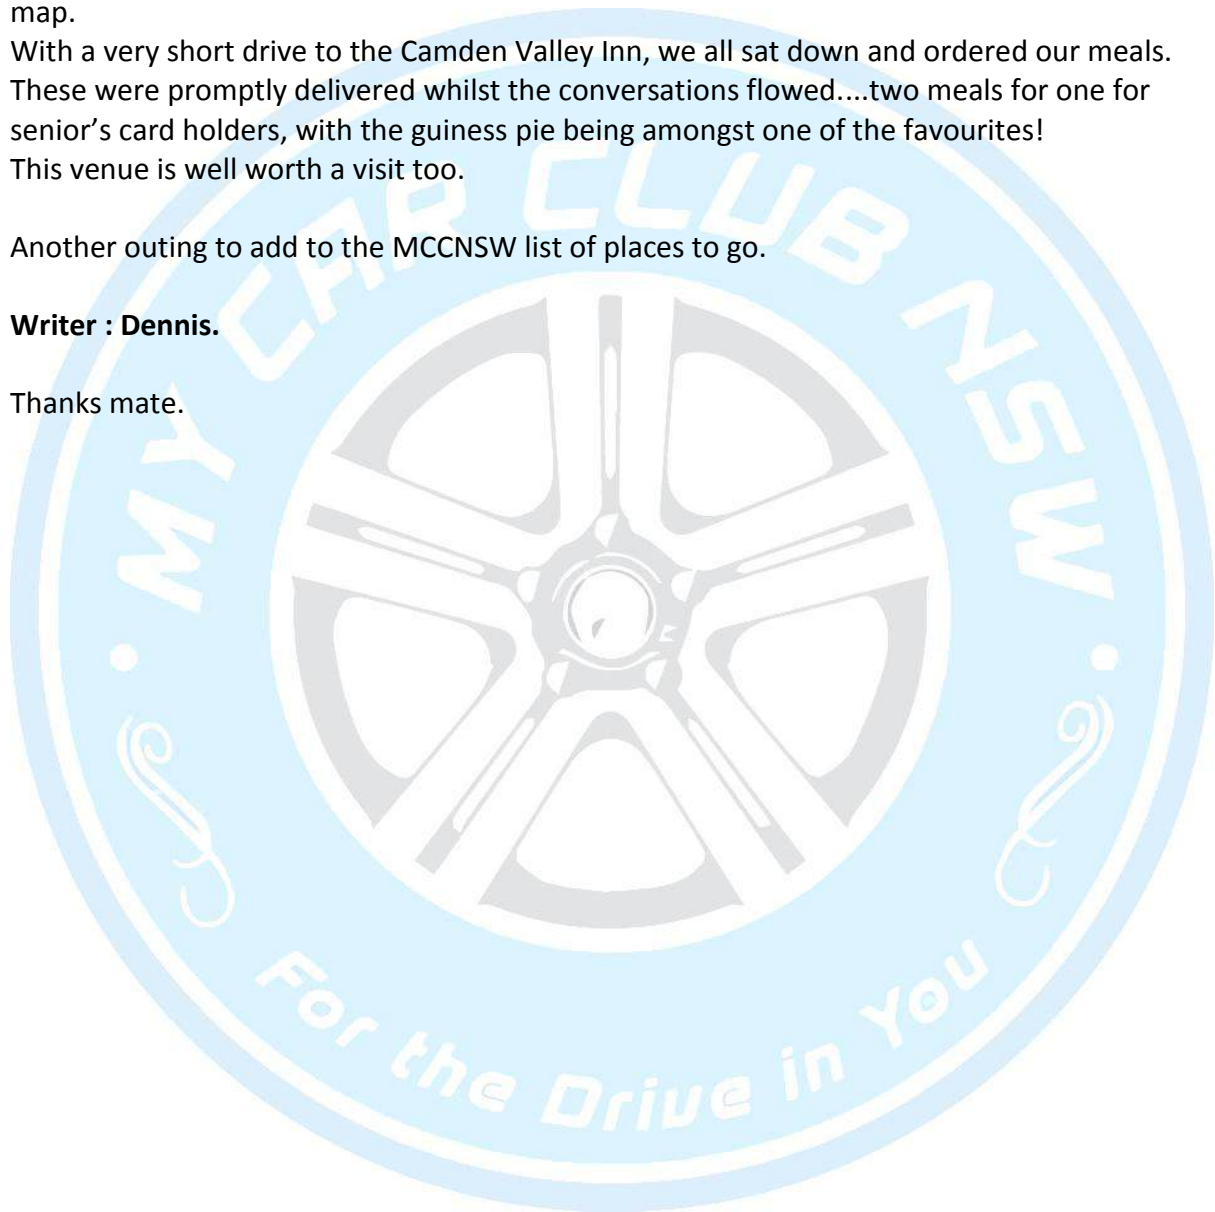 map.
With a very short drive to the Camden Valley Inn, we all sat down and ordered our meals.
These were promptly delivered whilst the conversations flowed....two meals for one for
senior's card holders, with the guiness pie being amongst one of the favourites!
This venue is well worth a visit too.
Another outing to add to the MCCNSW list of places to go.
Writer : Dennis.
Thanks mate.
• MY CAR CLUB NSW •
For the Drive in You